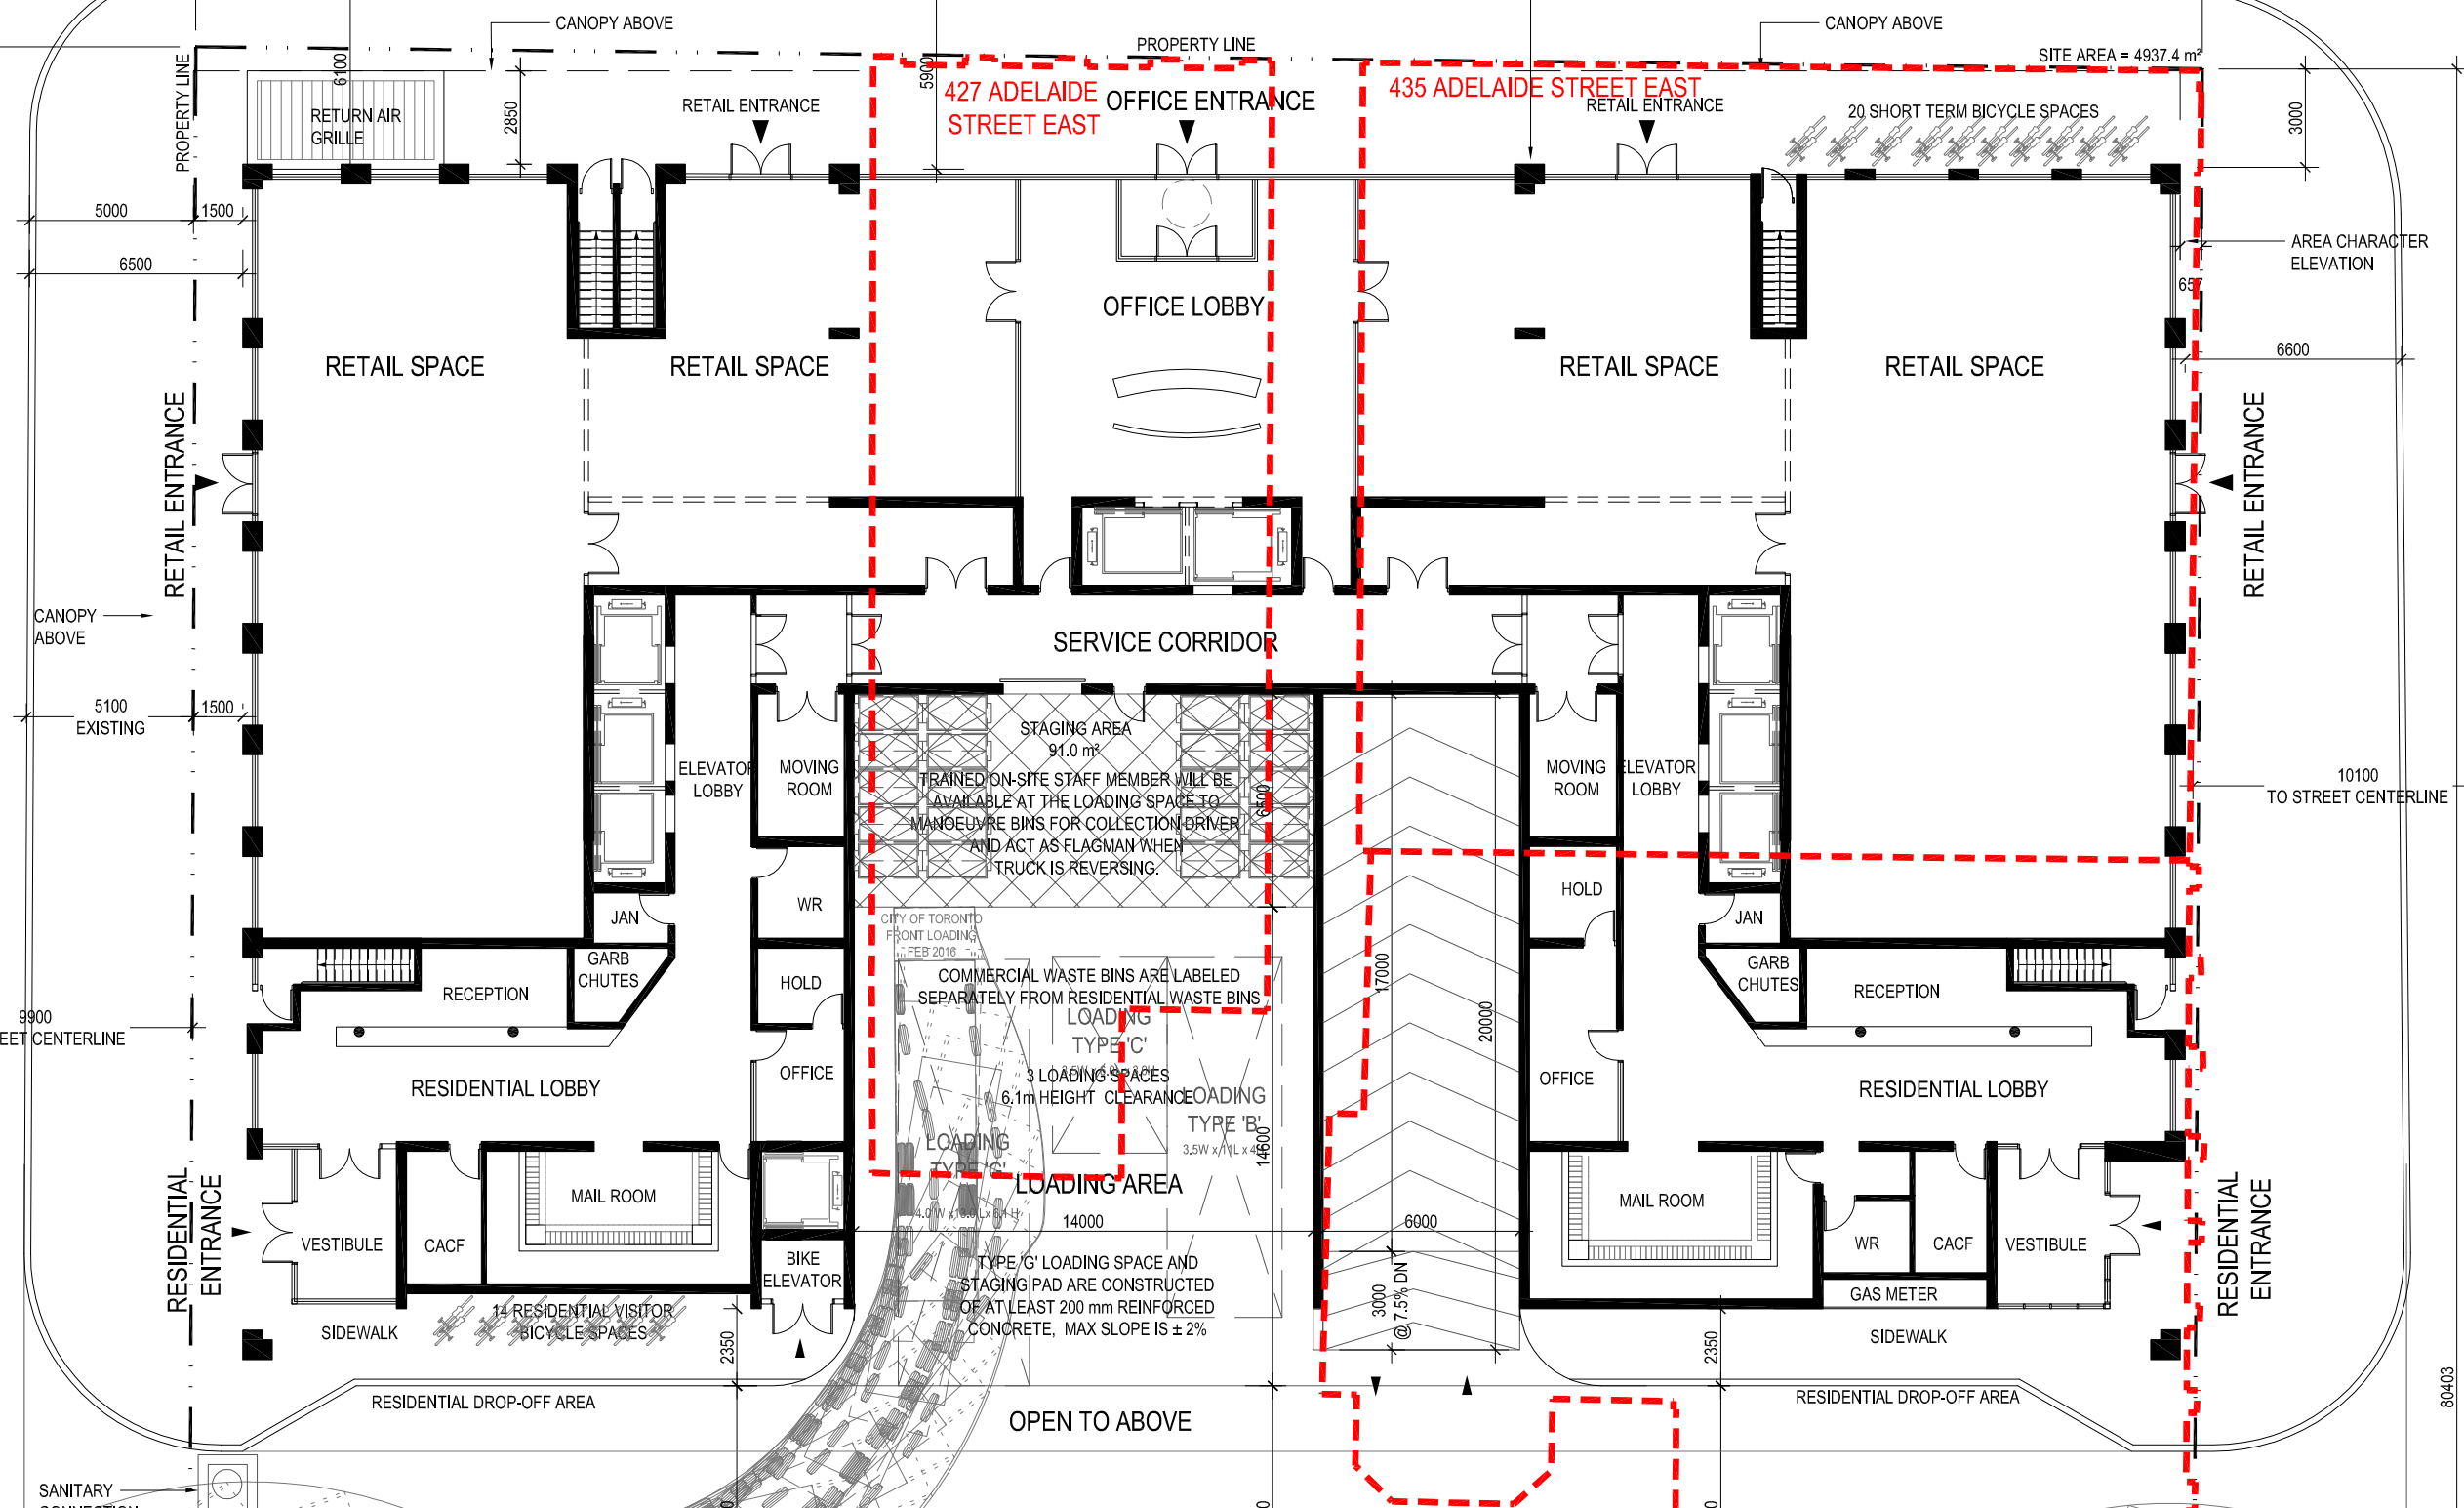 CANOPY ABOVE
PROPERTY LINE
CANOPY ABOVE
SITE AREA = 4937.4 m²
PROPERTY LINE
6100
2850
5900
427 ADELAIDE
STREET EAST
435 ADELAIDE STREET EAST
RETURN AIR
GRILLE
RETAIL ENTRANCE
OFFICE ENTRANCE
RETAIL ENTRANCE
20 SHORT TERM BICYCLE SPACES
3000
5000
1500
6500
AREA CHARACTER
ELEVATION
657
OFFICE LOBBY
6600
RETAIL SPACE
RETAIL SPACE
RETAIL SPACE
RETAIL SPACE
RETAIL ENTRANCE
RETAIL ENTRANCE
CANOPY
ABOVE
SERVICE CORRIDOR
5100
EXISTING
1500
STAGING AREA
91.0 m²
TRAINED ON-SITE STAFF MEMBER WILL BE
AVAILABLE AT THE LOADING SPACE TO
MANOEUVRE BINS FOR COLLECTION DRIVER
AND ACT AS FLAGMAN WHEN
TRUCK IS REVERSING.
6500
ELEVATOR
LOBBY
MOVING
ROOM
MOVING
ROOM
ELEVATOR
LOBBY
10100
TO STREET CENTERLINE
JAN
WR
HOLD
JAN
CITY OF TORONTO
FRONT LOADING
FEB 2016
GARB
CHUTES
RECEPTION
HOLD
COMMERCIAL WASTE BINS ARE LABELED
SEPARATELY FROM RESIDENTIAL WASTE BINS
17000
20000
GARB
CHUTES
RECEPTION
9900
EET CENTERLINE
LOADING
TYPE 'C'
3 LOADING SPACES
6.1m HEIGHT CLEARANCE
LOADING
TYPE 'B'
3.5W x 11L x
14600
OFFICE
OFFICE
RESIDENTIAL LOBBY
RESIDENTIAL LOBBY
LOADING
TYPE 'G'
LOADING AREA
RESIDENTIAL
ENTRANCE
RESIDENTIAL
ENTRANCE
MAIL ROOM
MAIL ROOM
14000
6000
VESTIBULE
CACF
BIKE
ELEVATOR
WR
CACF
VESTIBULE
TYPE 'G' LOADING SPACE AND
STAGING PAD ARE CONSTRUCTED
OF AT LEAST 200 mm REINFORCED
CONCRETE, MAX SLOPE IS ± 2%
3000
@ 7.5% DN
GAS METER
14 RESIDENTIAL VISITOR
BICYCLE SPACES
SIDEWALK
2350
2350
SIDEWALK
RESIDENTIAL DROP-OFF AREA
RESIDENTIAL DROP-OFF AREA
80403
OPEN TO ABOVE
SANITARY